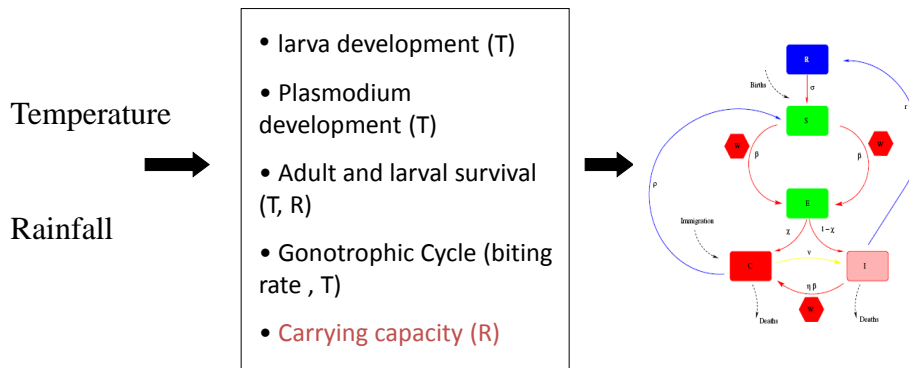 Temperature
Rainfall
• larva development (T)
• Plasmodium
development (T)
• Adult and larval survival
(T, R)
• Gonotrophic Cycle (biting
rate , T)
• Carrying capacity (R)
R
Births
σ
r
S
W
β
β
W
ρ
E
Immigration
χ
1 − χ
C
ν
I
η β
W
Deaths
Deaths